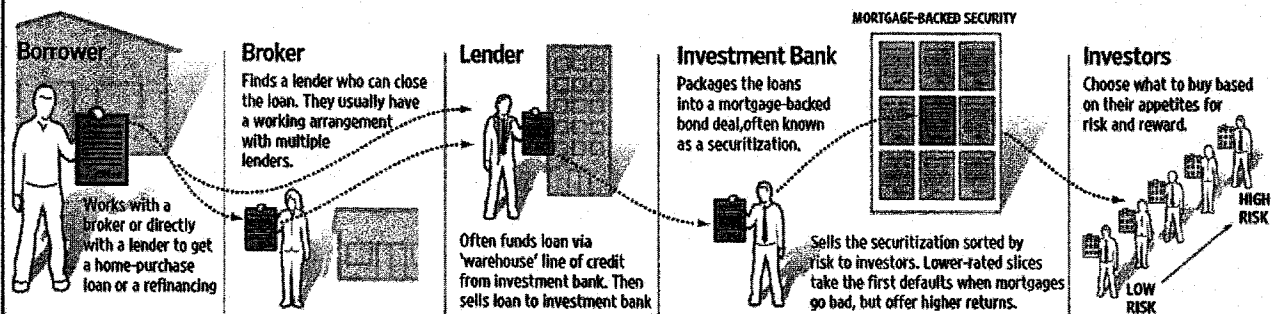 Borrower
Works with a
broker or directly
with a lender to get
a home-purchase
loan or a refinancing
Broker
Finds a lender who can close
the loan. They usually have
a working arrangement
with multiple
lenders.
Lender
Often funds loan via
'warehouse' line of credit
from investment bank. Then
sells loan to investment bank
Investment Bank
Packages the loans
into a mortgage-backed
bond deal,often known
as a securitization.
MORTGAGE-BACKED SECURITY
Sells the securitization sorted by
risk to investors. Lower-rated slices
take the first defaults when mortgages
go bad, but offer higher returns.
Investors
Choose what to buy based
on their appetites for
risk and reward.
HIGH
RISK
LOW
RISK